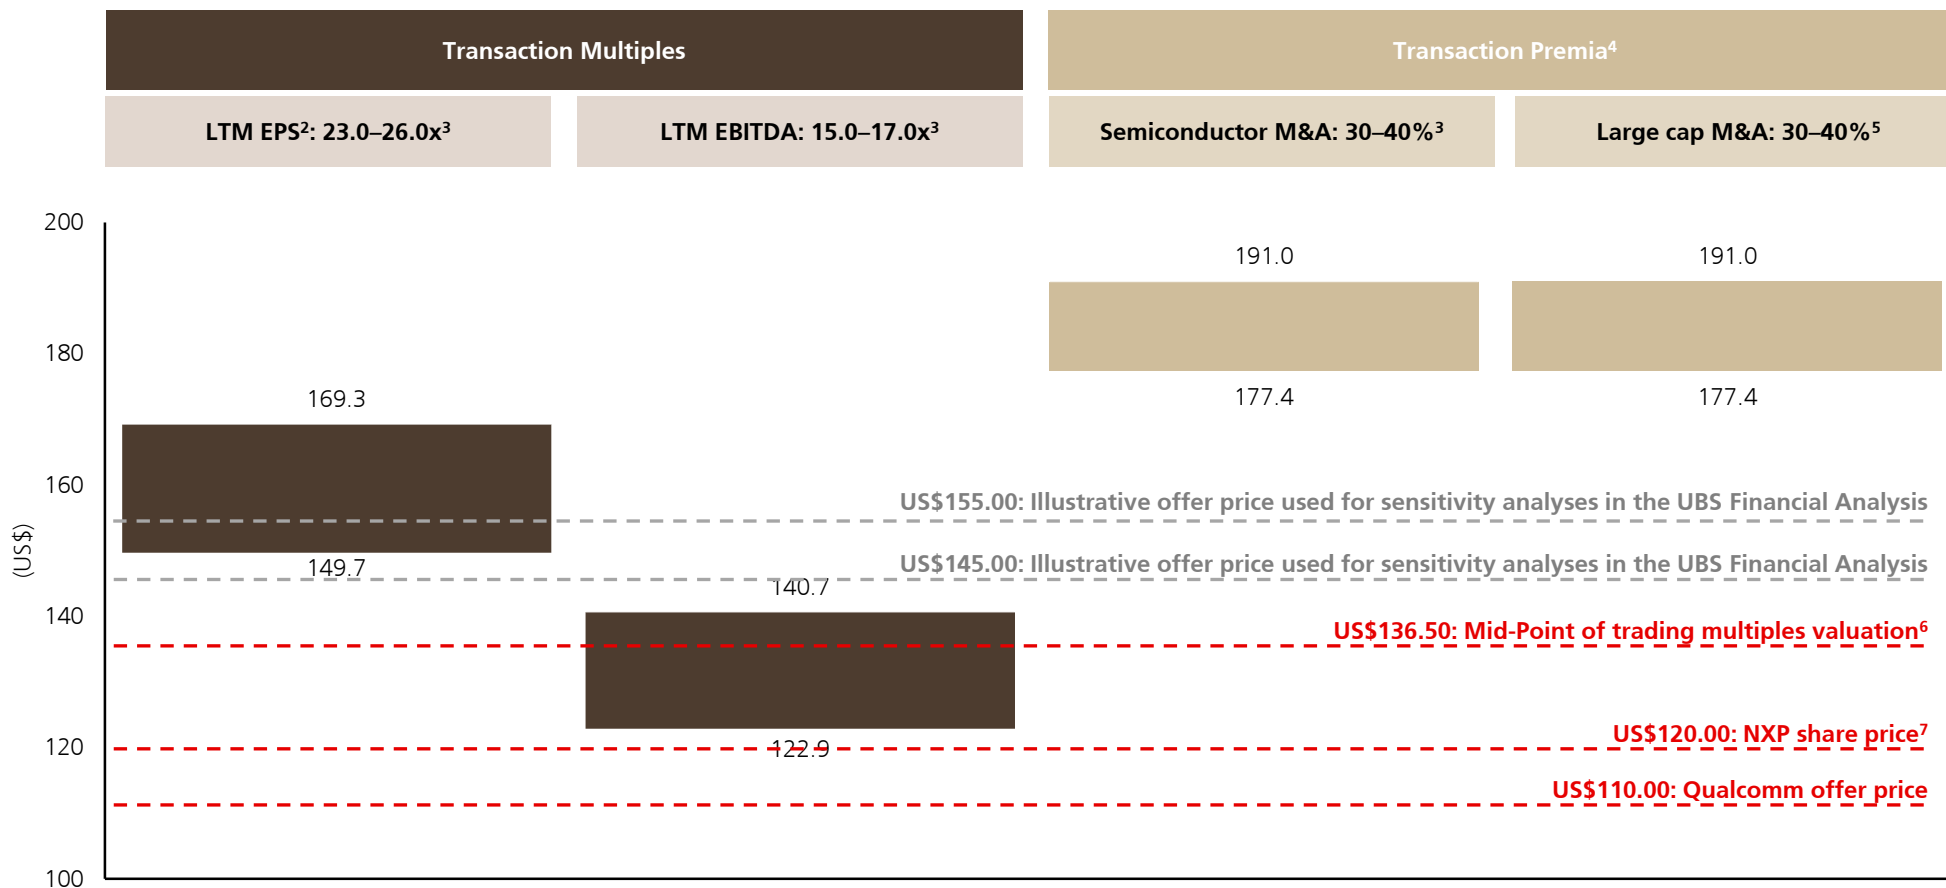 Transaction Multiples
Transaction Premia⁴
LTM EPS²: 23.0–26.0x³
LTM EBITDA: 15.0–17.0x³
Semiconductor M&A: 30–40%³
Large cap M&A: 30–40%⁵
200
180
160
140
120
100
(US$)
191.0
191.0
177.4
177.4
169.3
149.7
140.7
122.9
US$155.00: Illustrative offer price used for sensitivity analyses in the UBS Financial Analysis
US$145.00: Illustrative offer price used for sensitivity analyses in the UBS Financial Analysis
US$136.50: Mid-Point of trading multiples valuation⁶
US$120.00: NXP share price⁷
US$110.00: Qualcomm offer price